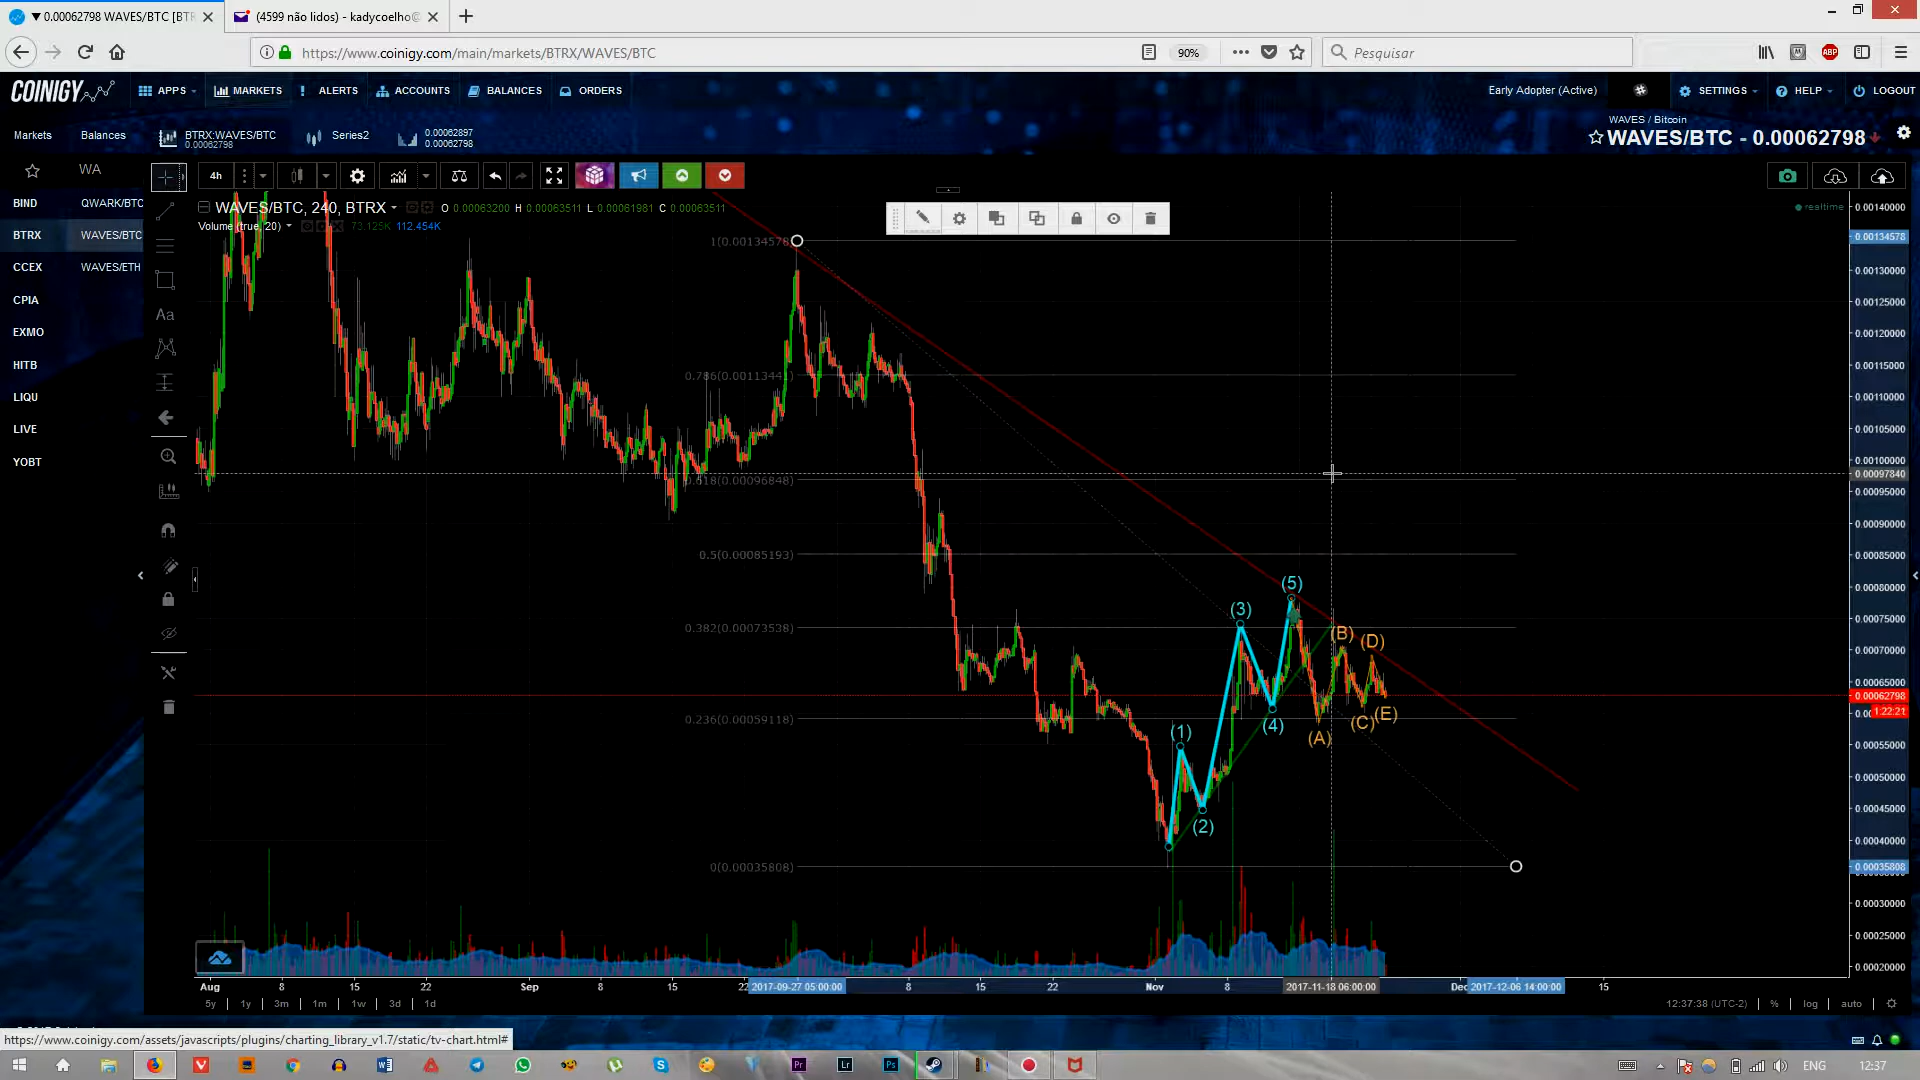 ▼0.00062798 WAVES/BTC [BTR
(4599 não lidos) - kadycoelho@
https://www.coinigy.com/main/markets/BTRX/WAVES/BTC
90%
Pesquisar
ABP
COINIGY
APPS
MARKETS
ALERTS
ACCOUNTS
BALANCES
ORDERS
Early Adopter (Active)
SETTINGS
HELP
LOGOUT
Markets
Balances
BTRX:WAVES/BTC
0.00062798
Series2
0.00062897
0.00062798
WAVES / Bitcoin
WAVES/BTC - 0.00062798
WA
4h
BIND
QWARK/BTC
BTRX
WAVES/BTC
CCEX
WAVES/ETH
CPIA
EXMO
HITB
LIQU
LIVE
YOBT
Aa
WAVES/BTC, 240, BTRX
O 0.00063200 H 0.00063511 L 0.00061981 C 0.00063511
Volume (true, 20)
73.125K
112.454K
realtime
1(0.00134578)
0.786(0.00113441)
0.618(0.00096848)
0.5(0.00085193)
0.382(0.00073538)
0.236(0.00059118)
0(0.00035808)
(1)
(2)
(3)
(4)
(5)
(A)
(B)
(C)
(D)
(E)
0.00140000
0.00134578
0.00130000
0.00125000
0.00120000
0.00115000
0.00110000
0.00105000
0.00100000
0.00097840
0.00095000
0.00090000
0.00085000
0.00080000
0.00075000
0.00070000
0.00065000
0.00062798
1:22:21
0.00055000
0.00050000
0.00045000
0.00040000
0.00035808
0.00030000
0.00025000
0.00020000
Aug
8
15
22
Sep
8
15
22
2017-09-27 05:00:00
8
15
22
Nov
8
2017-11-18 06:00:00
Dec
2017-12-06 14:00:00
15
5y
1y
3m
1m
1w
3d
1d
12:37:38 (UTC-2)
%
log
auto
https://www.coinigy.com/assets/javascripts/plugins/charting_library_v1.7/static/tv-chart.html#
Pr
Lr
Ps
ENG
12:37